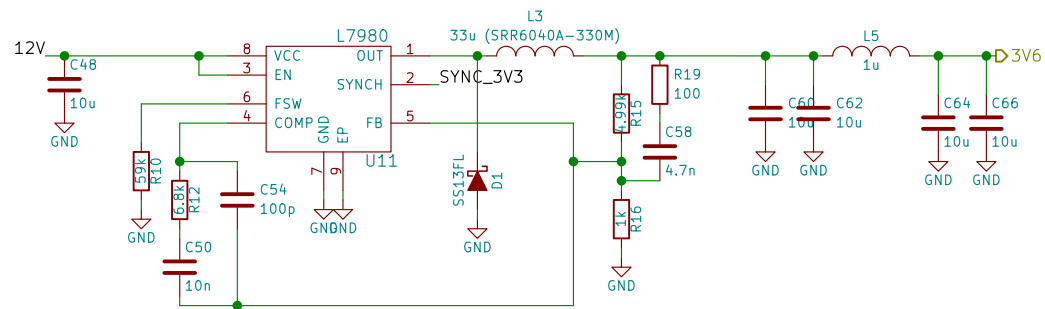 L3
33u (SRR6040A-330M)
L7980
12V
8
VCC
OUT
1
L5
1u
3V6
C48
10u
GND
3
EN
SYNCH
2
SYNC_3V3
R19
100
6
FSW
4
COMP
GND
EP
FB
5
4.99k
R15
C60
10u
C62
10u
C64
10u
C66
10u
C58
4.7n
GND
GND
GND
GND
U11
7
9
59k
R10
6.8k
R12
C54
100p
SS13FL
D1
GND
GND
1k
R16
GND
GND
C50
10n
GND